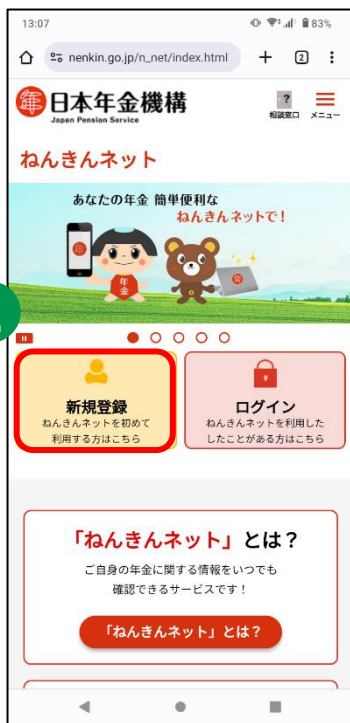 13:07
83%
nenkin.go.jp/n_net/index.html
2
年
日本年金機構
Japan Pension Service
?
相談窓口
メニュー
ねんきんネット
あなたの年金 簡単便利な
ねんきんネットで！
年金
新規登録
ねんきんネットを初めて
利用する方はこちら
ログイン
ねんきんネットを利用した
したことがある方はこちら
「ねんきんネット」とは？
ご自身の年金に関する情報をいつでも
確認できるサービスです！
「ねんきんネット」とは？